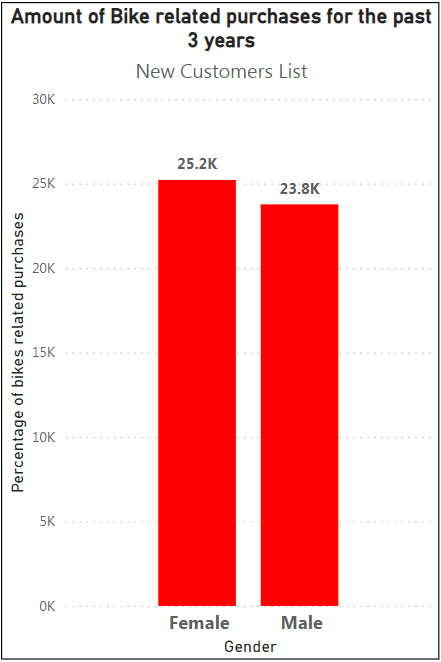 Amount of Bike related purchases for the past
3 years
New Customers List
30K
25K
20K
15K
10K
5K
0K
Percentage of bikes related purchases
25.2K
23.8K
Female
Male
Gender